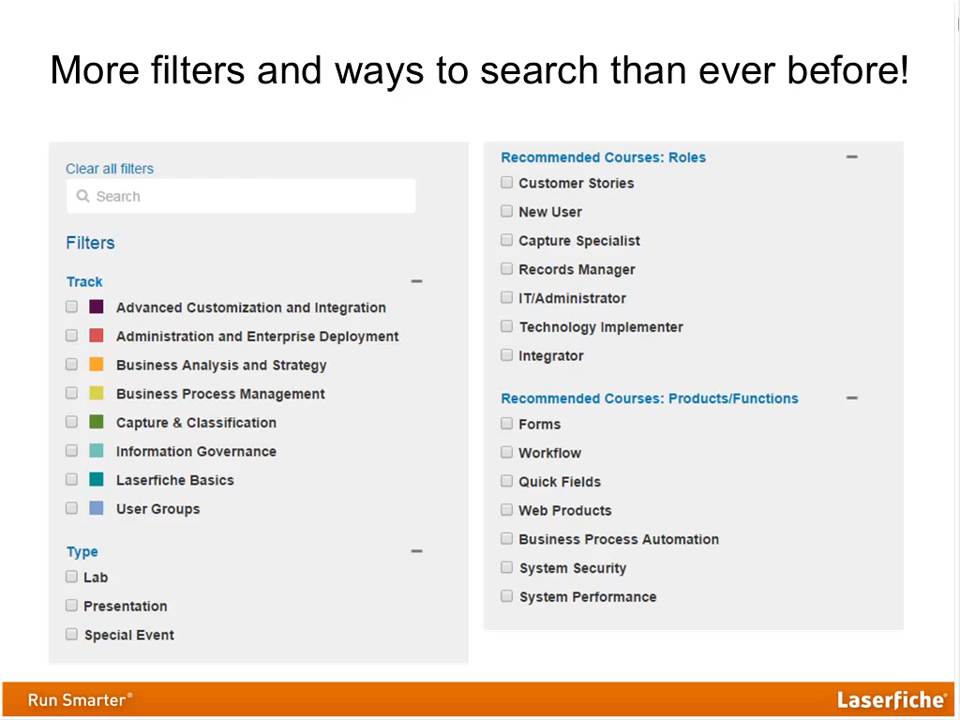 More filters and ways to search than ever before!
Clear all filters
Search
Filters
Track
Advanced Customization and Integration
Administration and Enterprise Deployment
Business Analysis and Strategy
Business Process Management
Capture & Classification
Information Governance
Laserfiche Basics
User Groups
Type
Lab
Presentation
Special Event
Recommended Courses: Roles
Customer Stories
New User
Capture Specialist
Records Manager
IT/Administrator
Technology Implementer
Integrator
Recommended Courses: Products/Functions
Forms
Workflow
Quick Fields
Web Products
Business Process Automation
System Security
System Performance
Run Smarter®
Laserfiche®